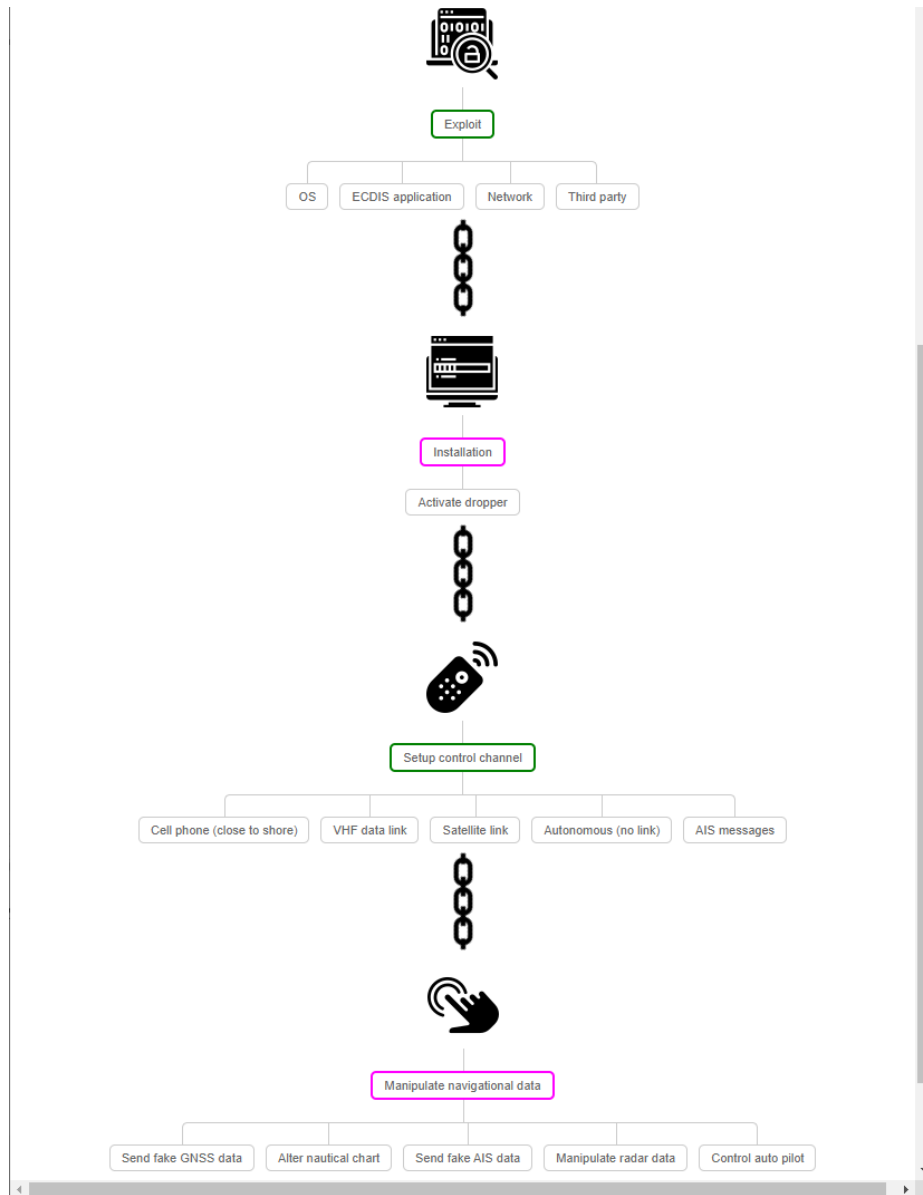 010101
Exploit
OS
ECDIS application
Network
Third party
Installation
Activate dropper
Setup control channel
Cell phone (close to shore)
VHF data link
Satellite link
Autonomous (no link)
AIS messages
Manipulate navigational data
Send fake GNSS data
Alter nautical chart
Send fake AIS data
Manipulate radar data
Control auto pilot